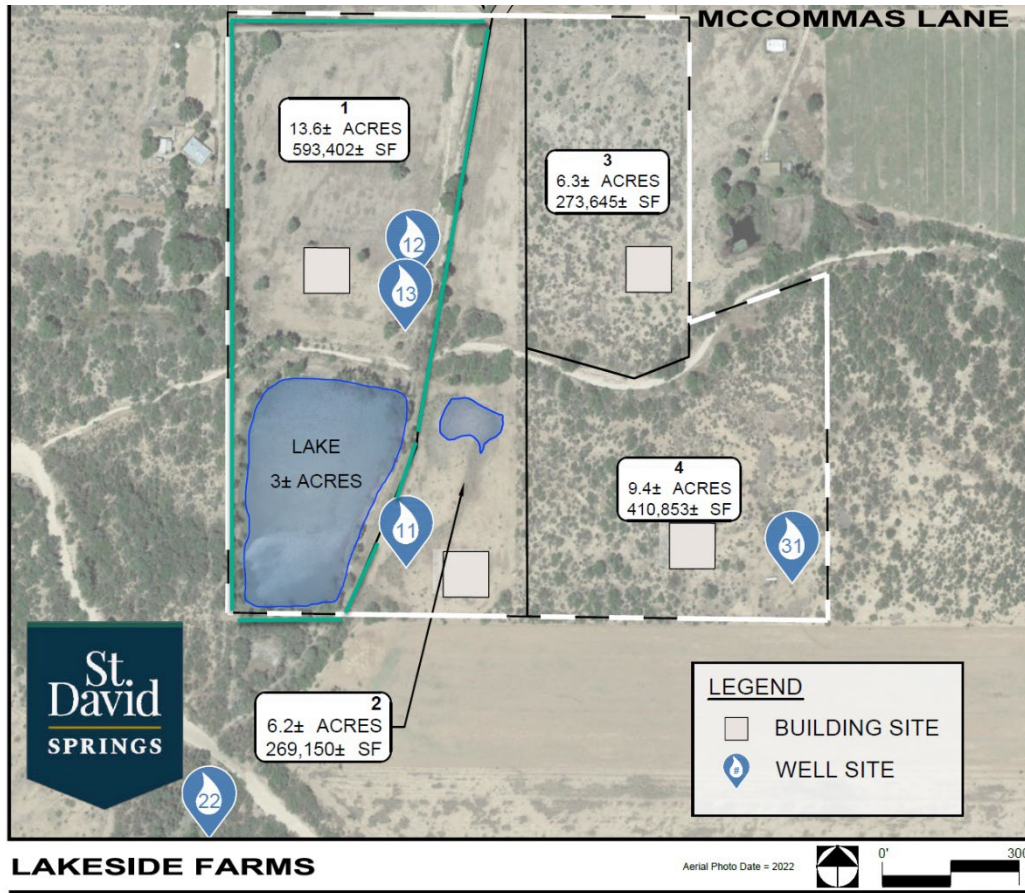 MCCOMMAS LANE
1
13.6± ACRES
593,402± SF
3
6.3± ACRES
273,645± SF
12
13
LAKE
3± ACRES
4
9.4± ACRES
410,853± SF
11
31
St.
David
SPRINGS
2
6.2± ACRES
269,150± SF
LEGEND
BUILDING SITE
#
WELL SITE
22
LAKESIDE FARMS
Aerial Photo Date = 2022
0'
300